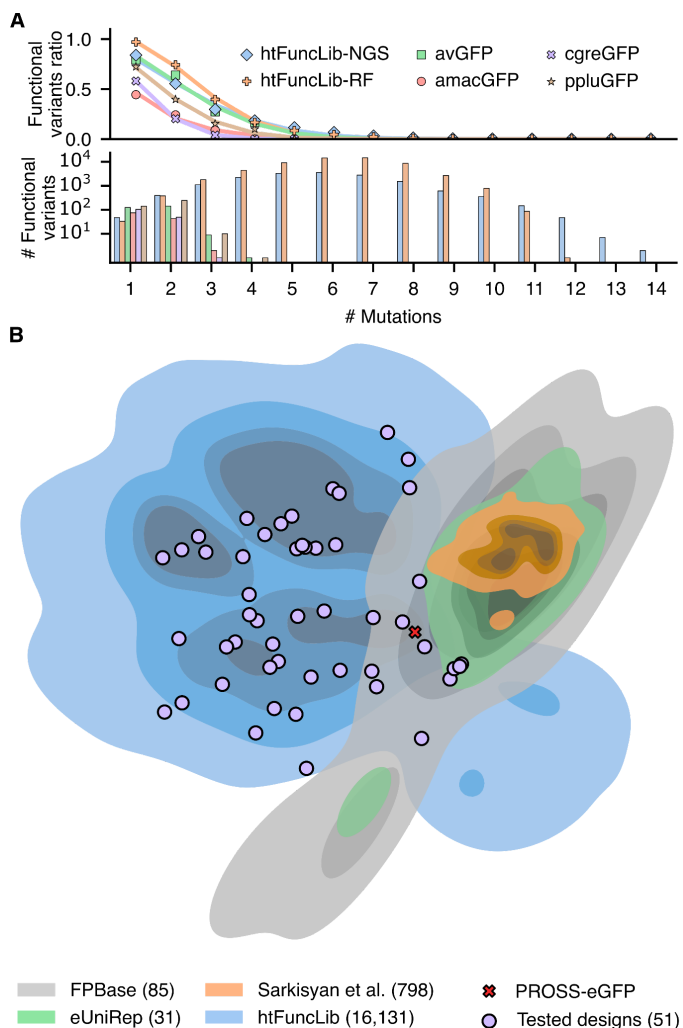 A
Functional
variants ratio
1.0
0.5
0.0
htFuncLib-NGS
avGFP
cgreGFP
htFuncLib-RF
amacGFP
ppluGFP
# Functional
variants
10⁴
10³
10²
10¹
1 2 3 4 5 6 7 8 9 10 11 12 13 14
# Mutations
B
FPBase (85)
Sarkisyan et al. (798)
PROSS-eGFP
eUniRep (31)
htFuncLib (16,131)
Tested designs (51)